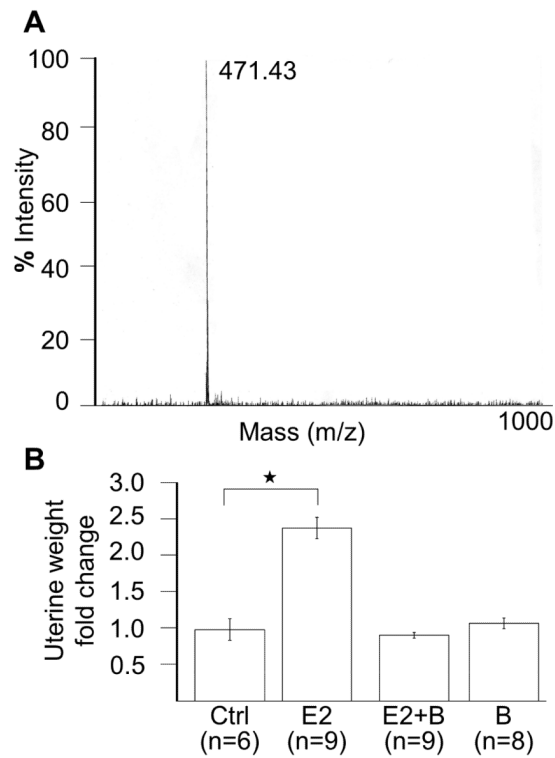 A
100
80
60
40
20
0
% Intensity
471.43
1000
Mass (m/z)
B
3.0
2.5
2.0
1.5
1.0
0.5
Uterine weight
fold change
★
Ctrl E2 E2+B B
(n=6) (n=9) (n=9) (n=8)